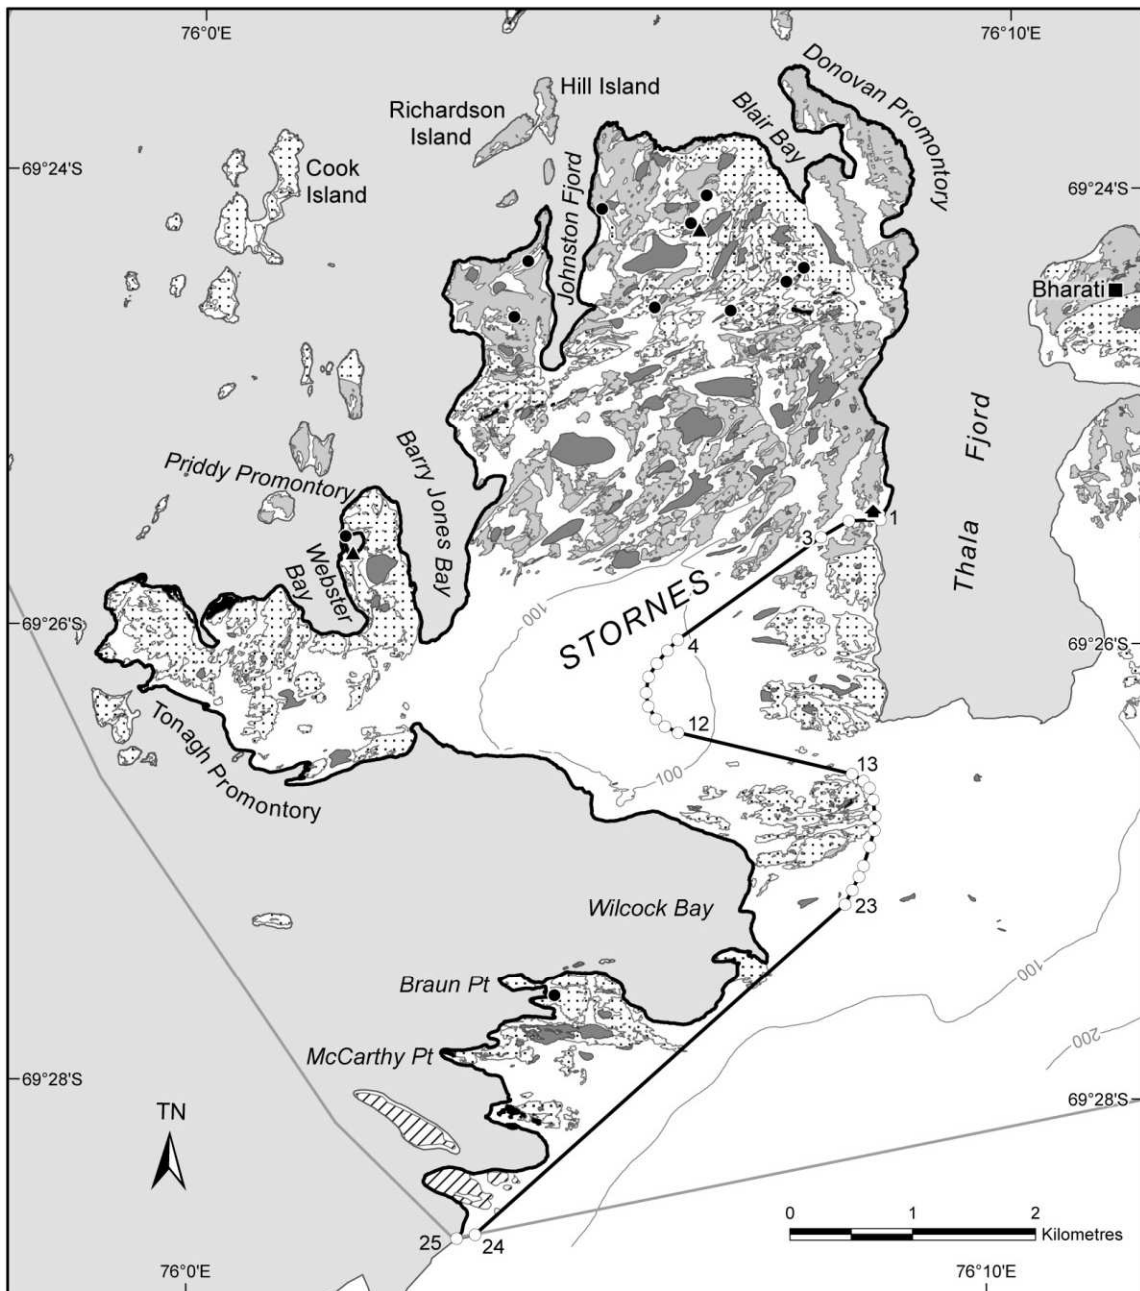 76°0'E
76°10'E
Donovan Promontory
Hill Island
Blair Bay
Richardson
Island
69°24'S
Cook
Island
69°24'S
Johnston Fjord
Bharati
Thala Fjord
Barry Jones Bay
Priddy Promontory
1
3
Webster
Bay
100
STORNES
69°26'S
69°26'S
4
12
Tonagh Promontory
100
13
23
Wilcock Bay
100
Braun Pt
200
McCarthy Pt
69°28'S
69°28'S
TN
0 1 2
Kilometres
25
24
76°0'E
76°10'E